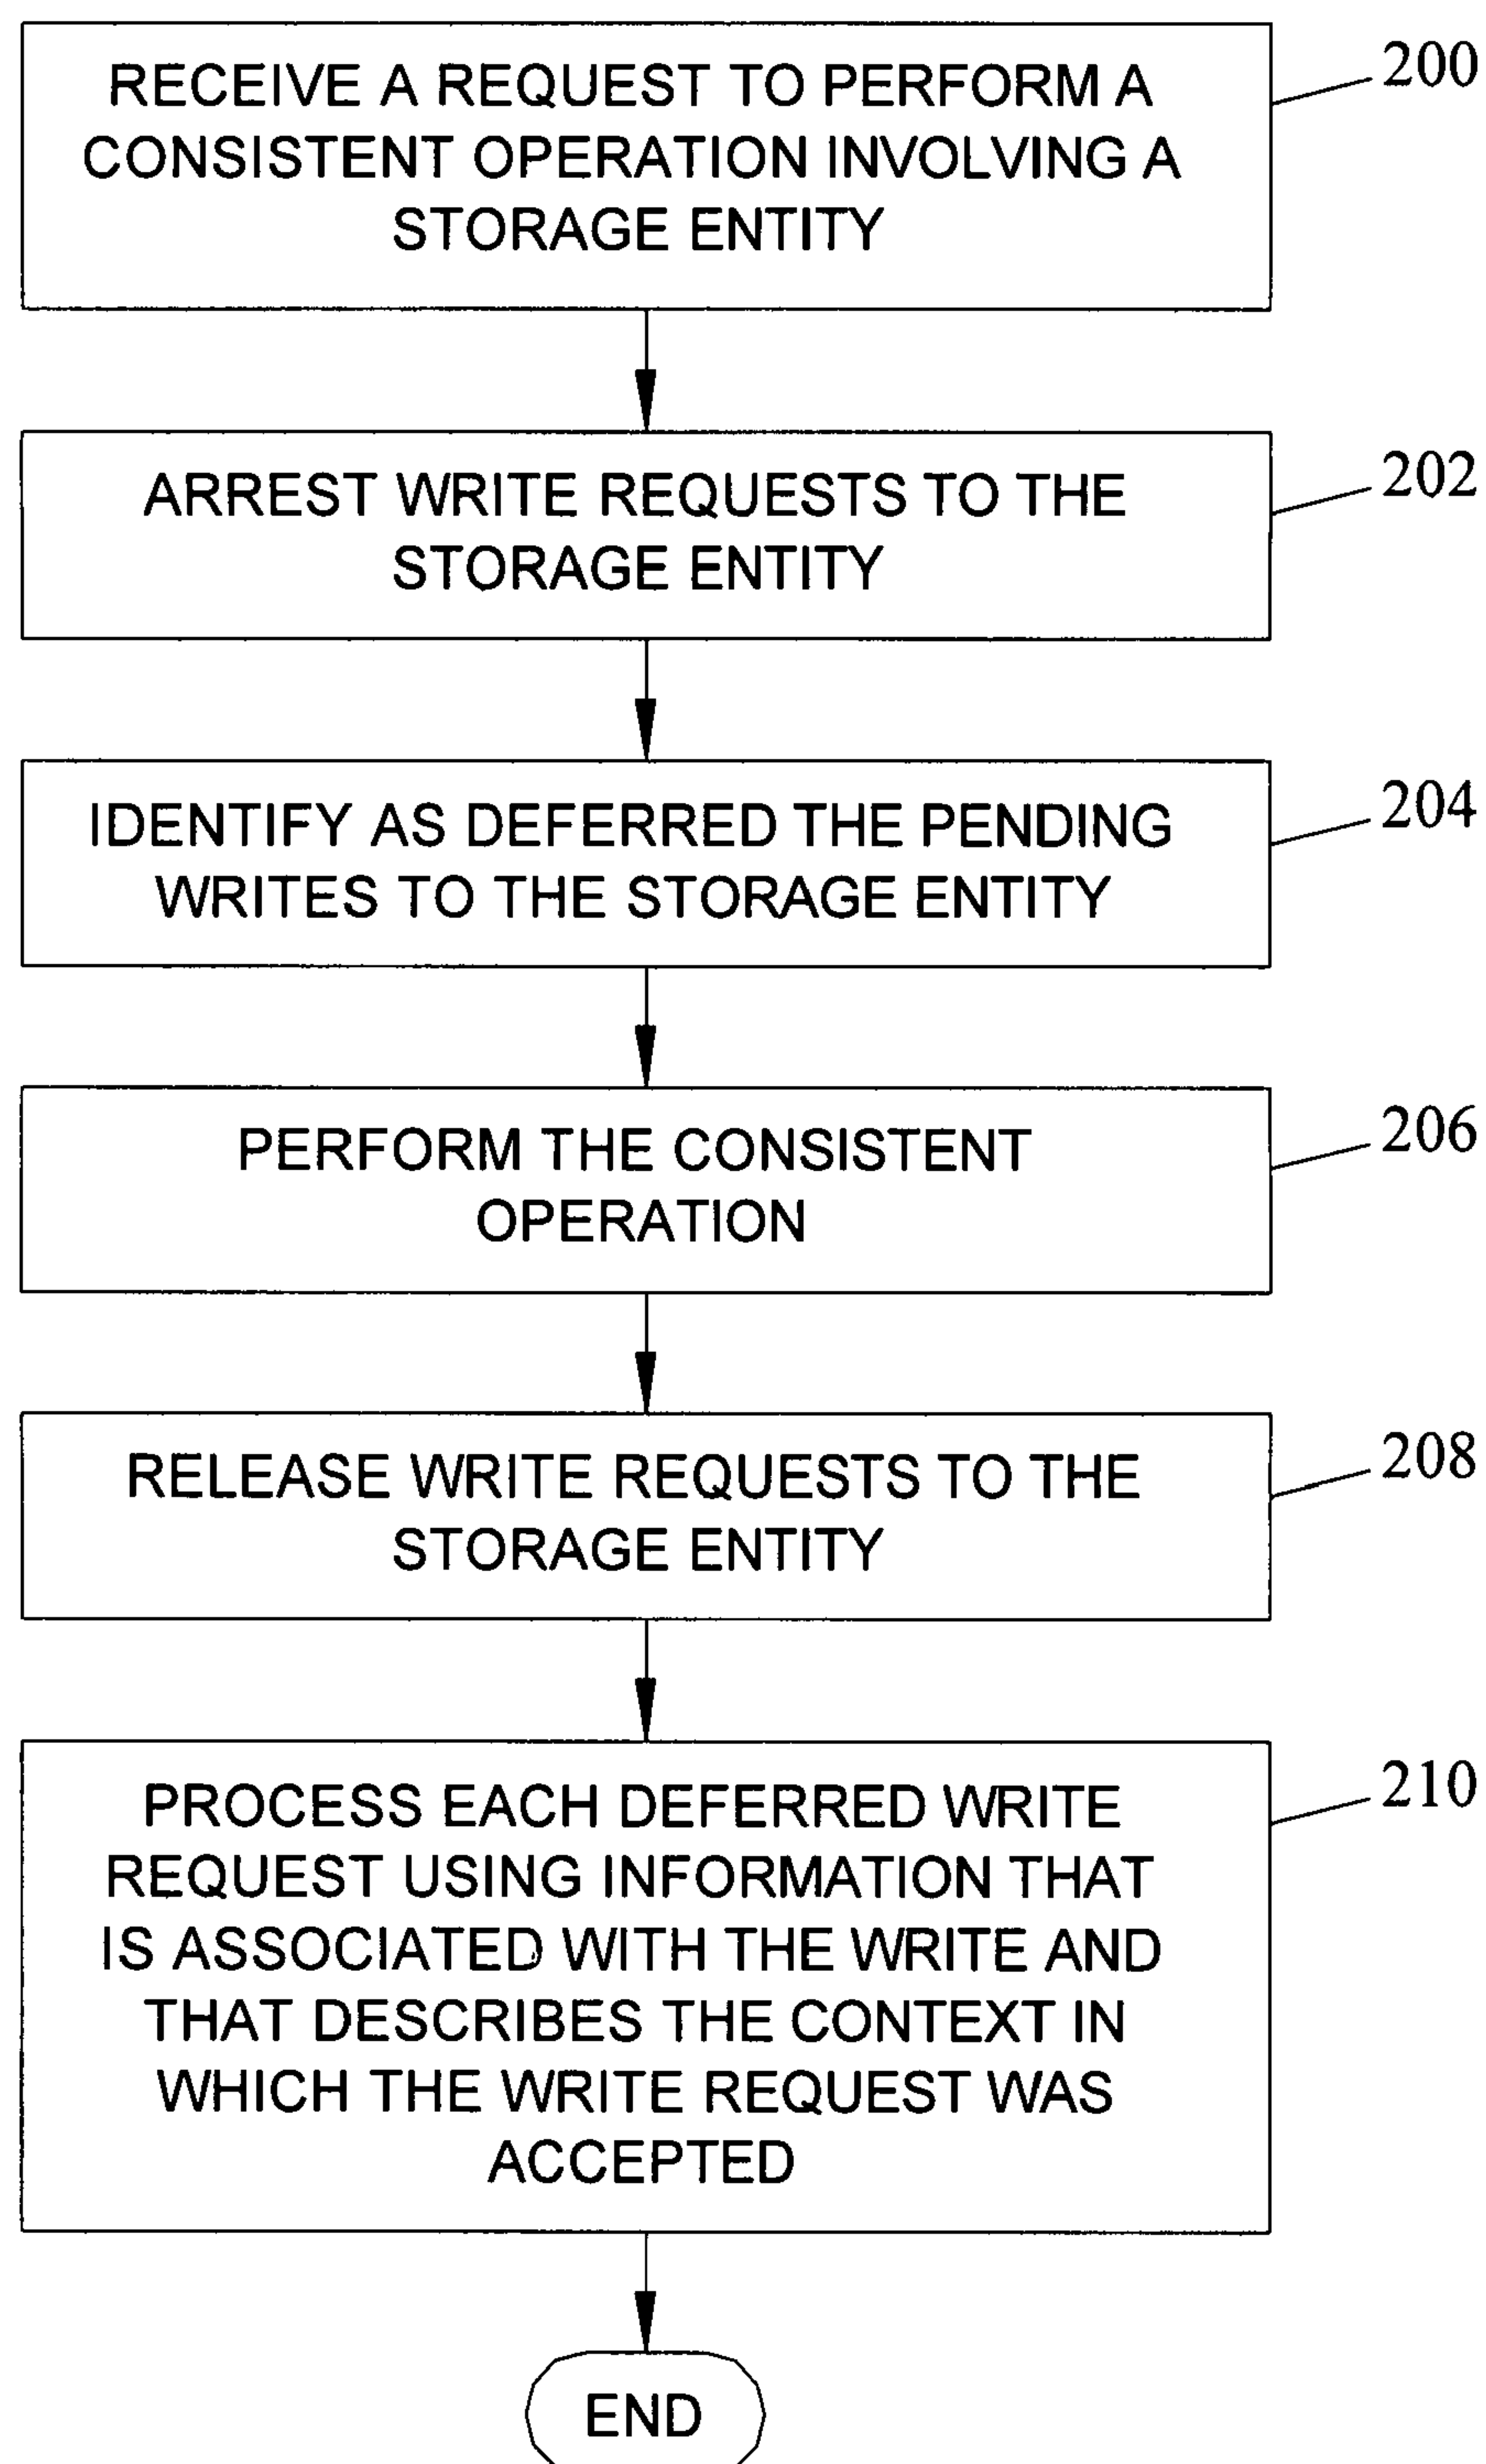 RECEIVE A REQUEST TO PERFORM A
CONSISTENT OPERATION INVOLVING A
STORAGE ENTITY
200
ARREST WRITE REQUESTS TO THE
STORAGE ENTITY
202
IDENTIFY AS DEFERRED THE PENDING
WRITES TO THE STORAGE ENTITY
204
PERFORM THE CONSISTENT
OPERATION
206
RELEASE WRITE REQUESTS TO THE
STORAGE ENTITY
208
PROCESS EACH DEFERRED WRITE
REQUEST USING INFORMATION THAT
IS ASSOCIATED WITH THE WRITE AND
THAT DESCRIBES THE CONTEXT IN
WHICH THE WRITE REQUEST WAS
ACCEPTED
210
END